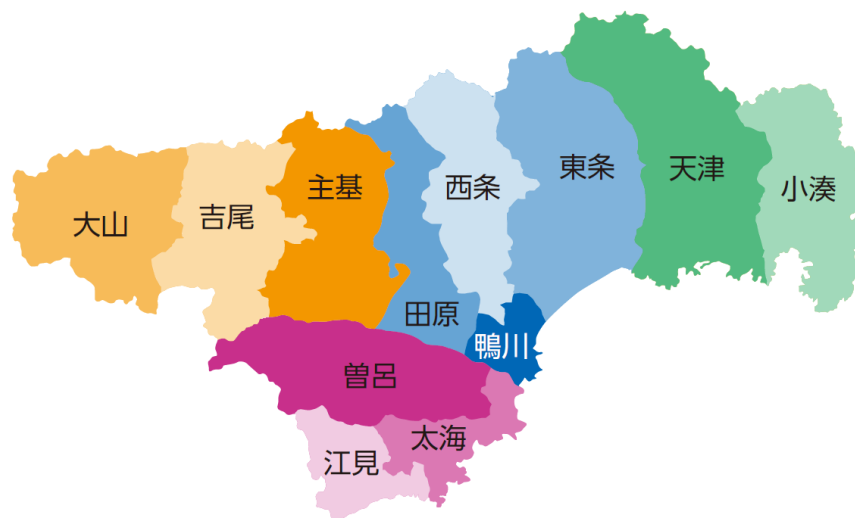 大山
吉尾
主基
西条
東条
天津
小湊
田原
鴨川
曽呂
太海
江見